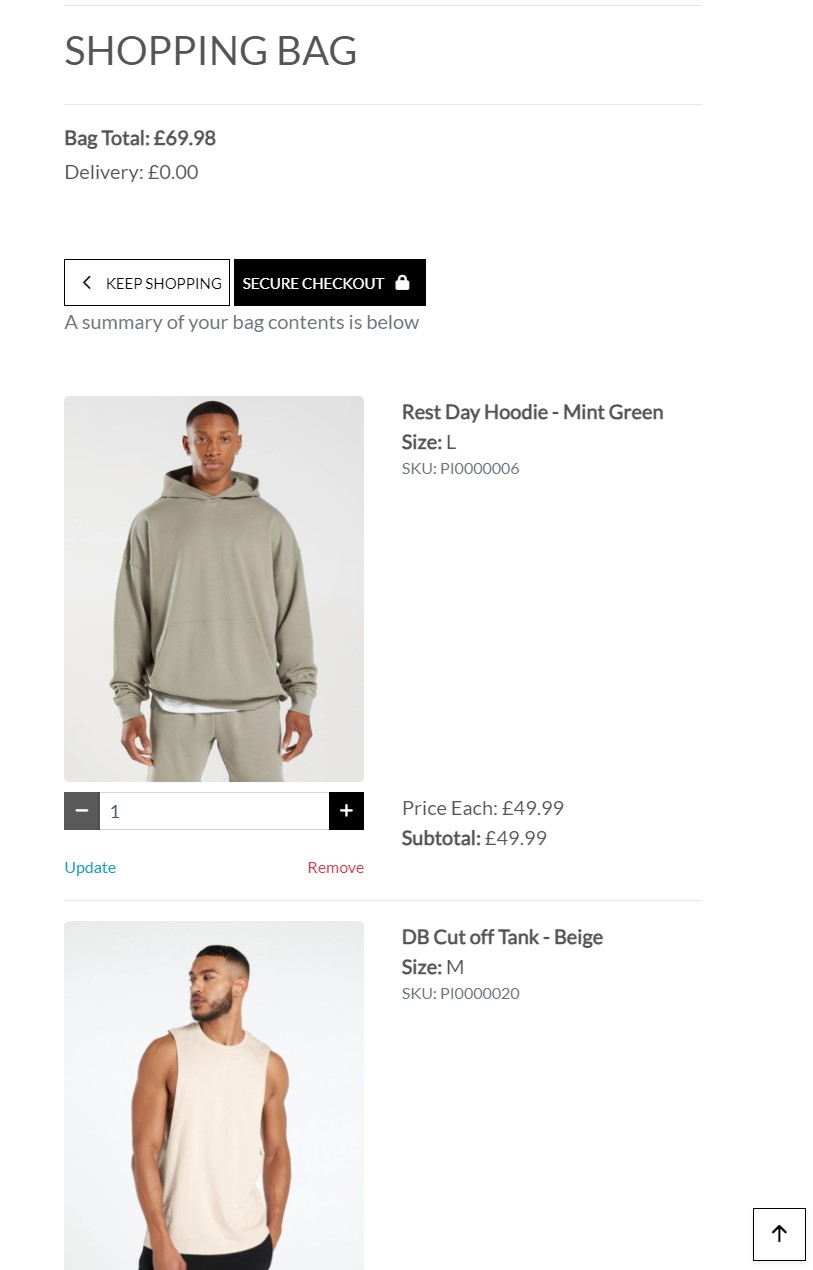 SHOPPING BAG
Bag Total: £69.98
Delivery: £0.00
KEEP SHOPPING SECURE CHECKOUT
A summary of your bag contents is below
Rest Day Hoodie - Mint Green
Size: L
SKU: PI0000006
1
Price Each: £49.99
Subtotal: £49.99
Update Remove
DB Cut off Tank - Beige
Size: M
SKU: PI0000020